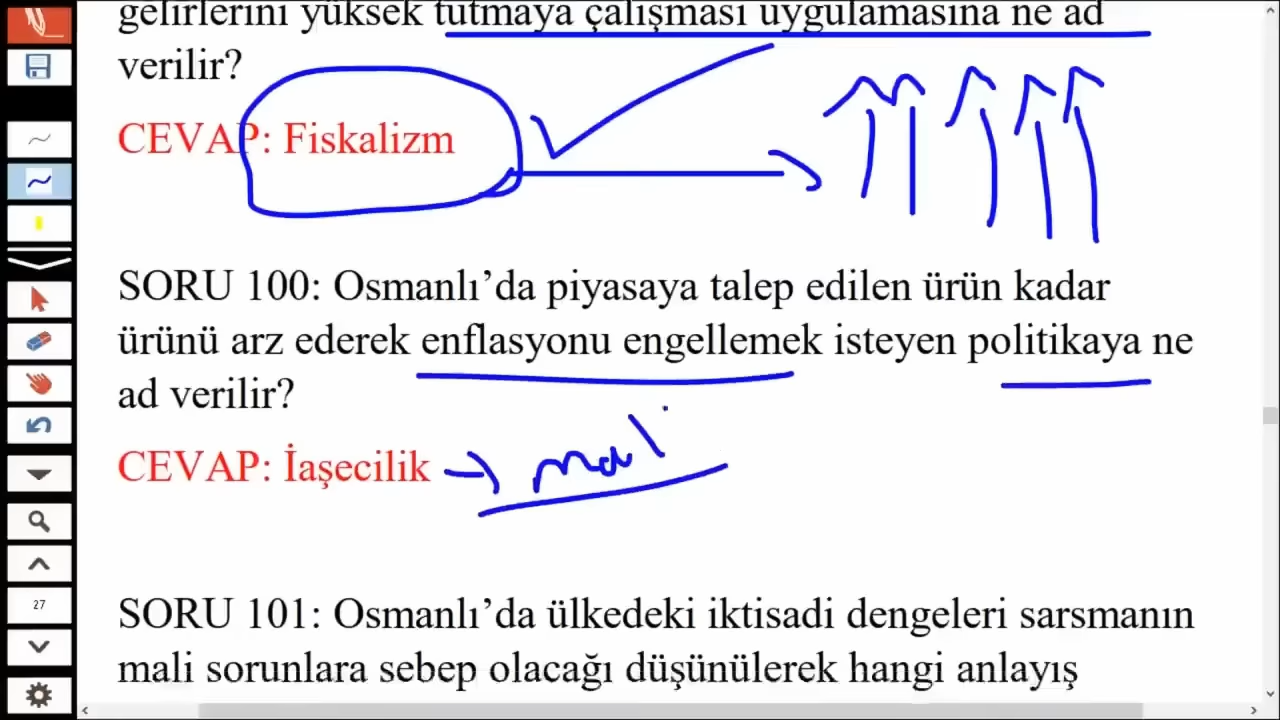 gelirlerini yüksek tutmaya çalışması uygulamasına ne ad
verilir?
CEVAP: Fiskalizm
SORU 100: Osmanlı’da piyasaya talep edilen ürün kadar
ürünü arz ederek enflasyonu engellemek isteyen politikaya ne
ad verilir?
CEVAP: İaşecilik → mal
27
SORU 101: Osmanlı’da ülkedeki iktisadi dengeleri sarsmanın
mali sorunlara sebep olacağı düşünülerek hangi anlayış